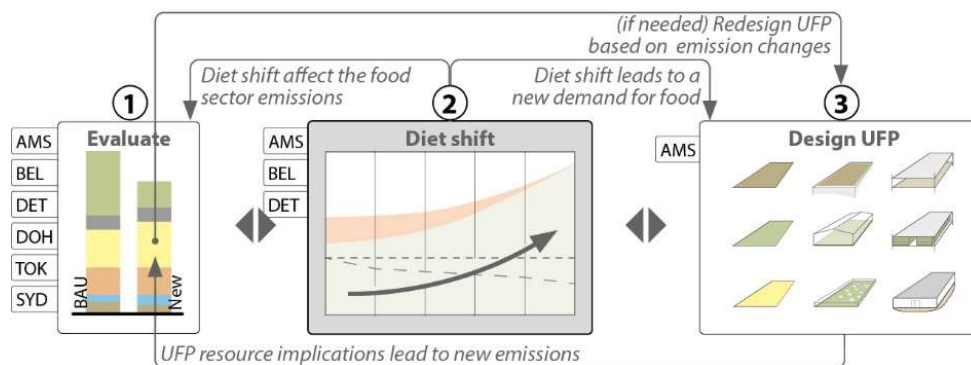 (if needed) Redesign UFP
based on emission changes
Diet shift affect the food
sector emissions
Diet shift leads to a
new demand for food
1
2
3
Evaluate
Diet shift
Design UFP
AMS
BEL
DET
DOH
TOK
SYD
BAU
New
AMS
BEL
DET
AMS
UFP resource implications lead to new emissions